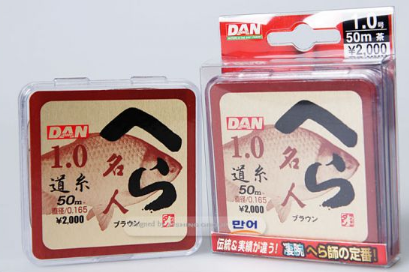 DAN
1.0
へら
名人
道糸
50m
直径/0.165
¥2,000
ブラウン
DAN
1.0号
50m 茶
¥2,000
DAN
1.0
へら
名人
道糸
50m
直径/0.165
¥2,000
ブラウン
만어
伝統&実績が違う!
凄腕 へら師の定番!